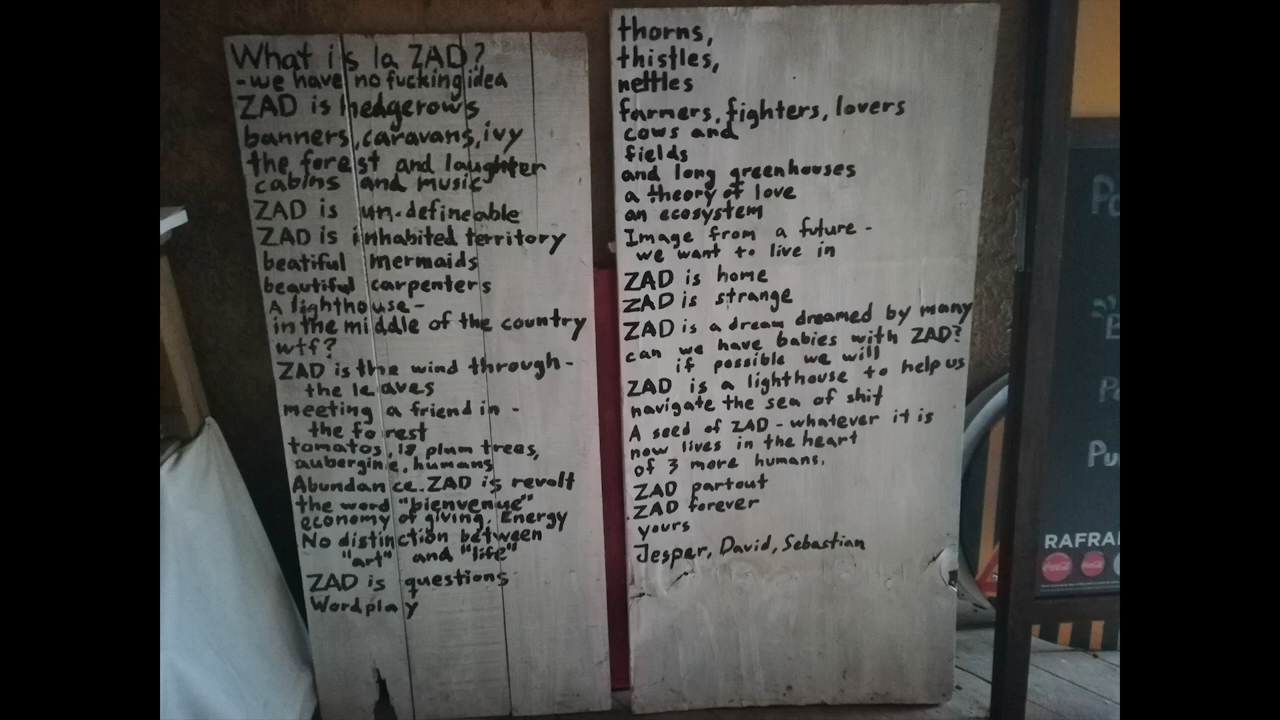 What is la ZAD?
-we have no fucking idea
ZAD is hedgerows
banners, caravans, ivy
the forest and laughter
cabins and music
ZAD is un-defineable
ZAD is inhabited territory
beatiful mermaids
beautiful carpenters
A lighthouse-
in the middle of the country
wtf?
ZAD is the wind through-
the leaves
meeting a friend in -
the forest
tomatos, 18 plum trees,
aubergine, humans
Abundance. ZAD is revolt
the word "bienvenue"
economy of giving. Energy
No distinction between
"art" and "life"
ZAD is questions
Wordplay
thorns,
thistles,
nettles
farmers, fighters, lovers
cows and
fields
and long greenhouses
a theory of love
an ecosystem
Image from a future -
we want to live in
ZAD is home
ZAD is strange
ZAD is a dream dreamed by many
can we have babies with ZAD?
if possible we will
ZAD is a lighthouse to help us
navigate the sea of shit
A seed of ZAD - whatever it is
now lives in the heart
of 3 more humans.
ZAD partout
ZAD forever
yours
Jesper, David, Sebastian
RAFRAI
Coca-Cola